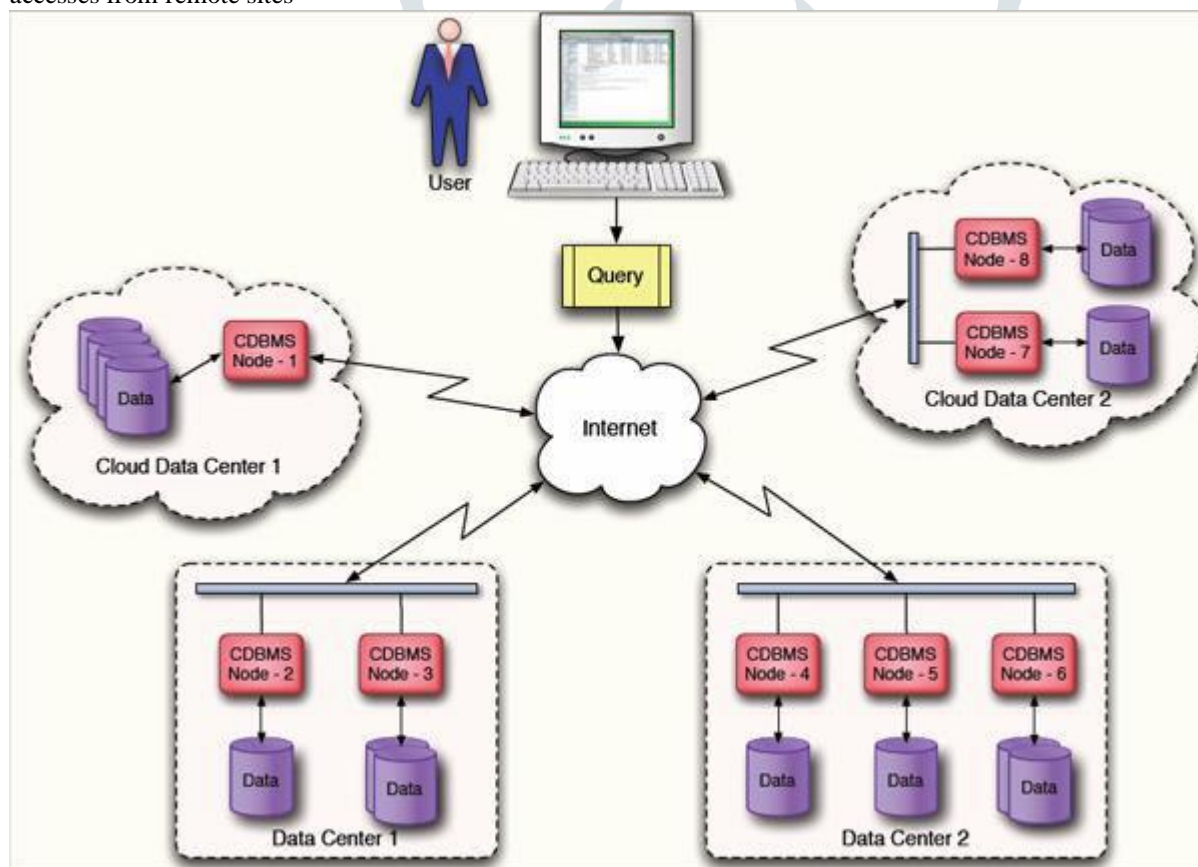 accesses from remote sites
User
Query
CDBMS
Node - 8
Data
CDBMS
Node - 7
Data
Cloud Data Center 2
CDBMS
Node - 1
Data
Cloud Data Center 1
Internet
CDBMS
Node - 2
CDBMS
Node - 3
Data
Data
Data Center 1
CDBMS
Node - 4
CDBMS
Node - 5
CDBMS
Node - 6
Data
Data
Data
Data Center 2